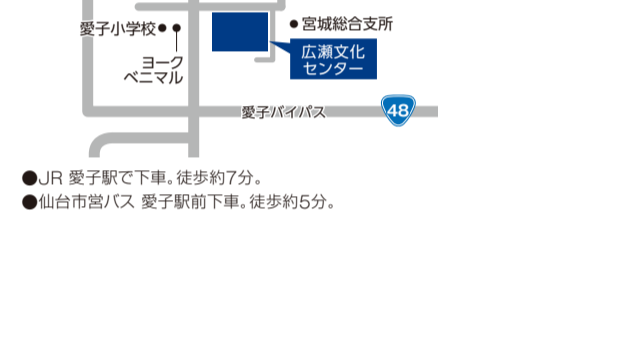 愛子小学校●
●宮城総合支所
広瀬文化
センター
ヨーク
ベニマル
愛子バイパス
48
●JR 愛子駅で下車。徒歩約7分。
●仙台市営バス 愛子駅前下車。徒歩約5分。